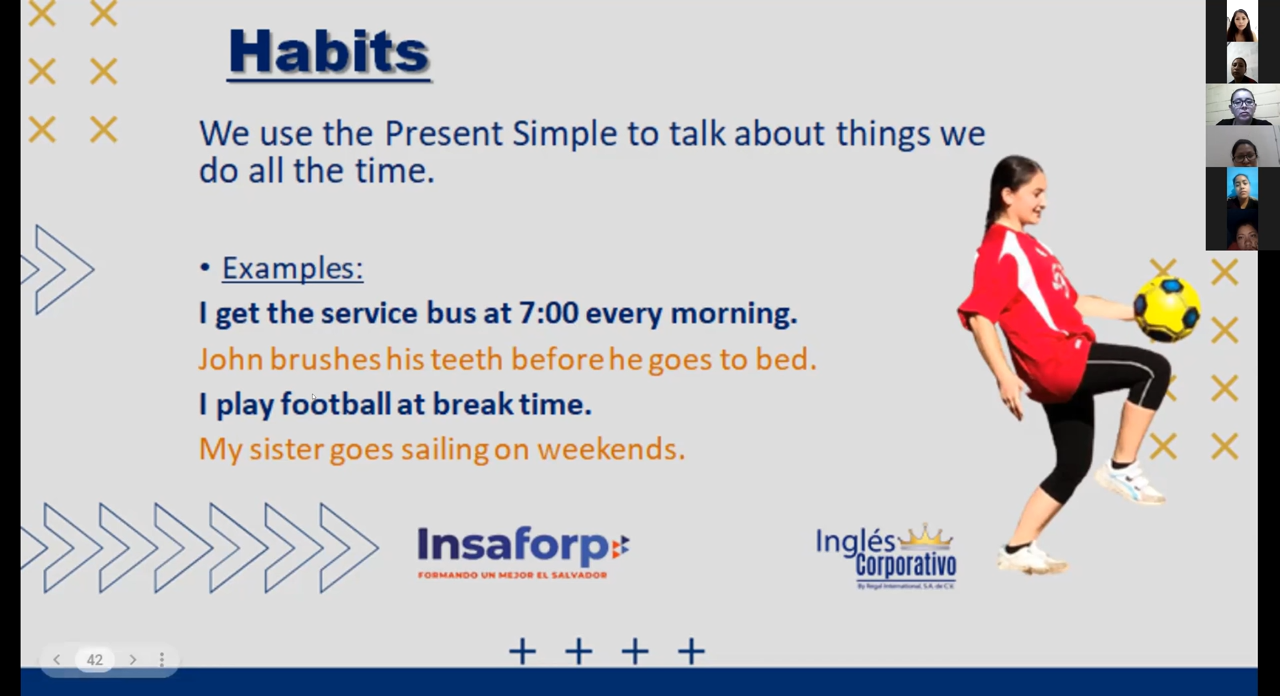 Habits
We use the Present Simple to talk about things we
do all the time.
• Examples:
I get the service bus at 7:00 every morning.
John brushes his teeth before he goes to bed.
I play football at break time.
My sister goes sailing on weekends.
Insaforp
FORMANDO UN MEJOR EL SALVADOR
Inglés
Corporativo
By Regal International, S.A. de C.V.
42